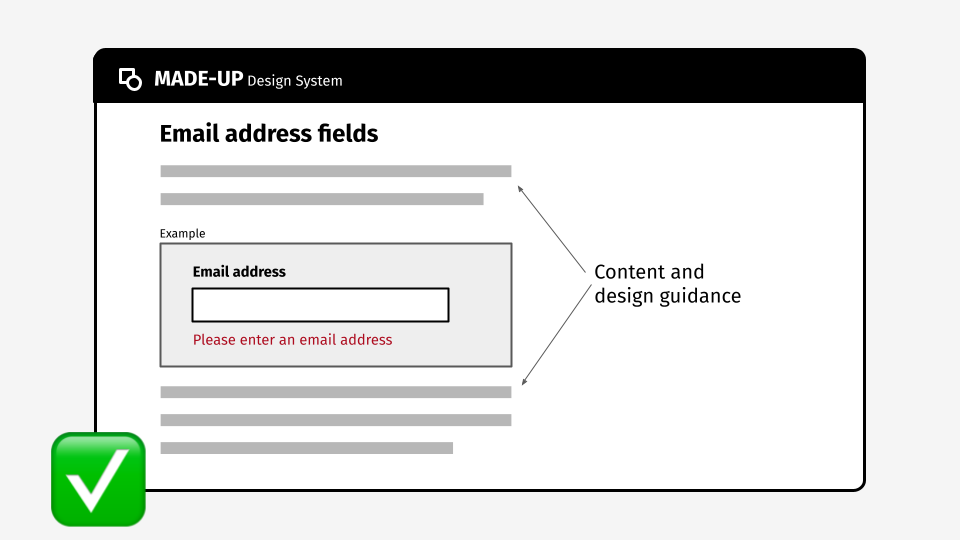 MADE-UP Design System
Email address fields
Example
Email address
Please enter an email address
Content and
design guidance